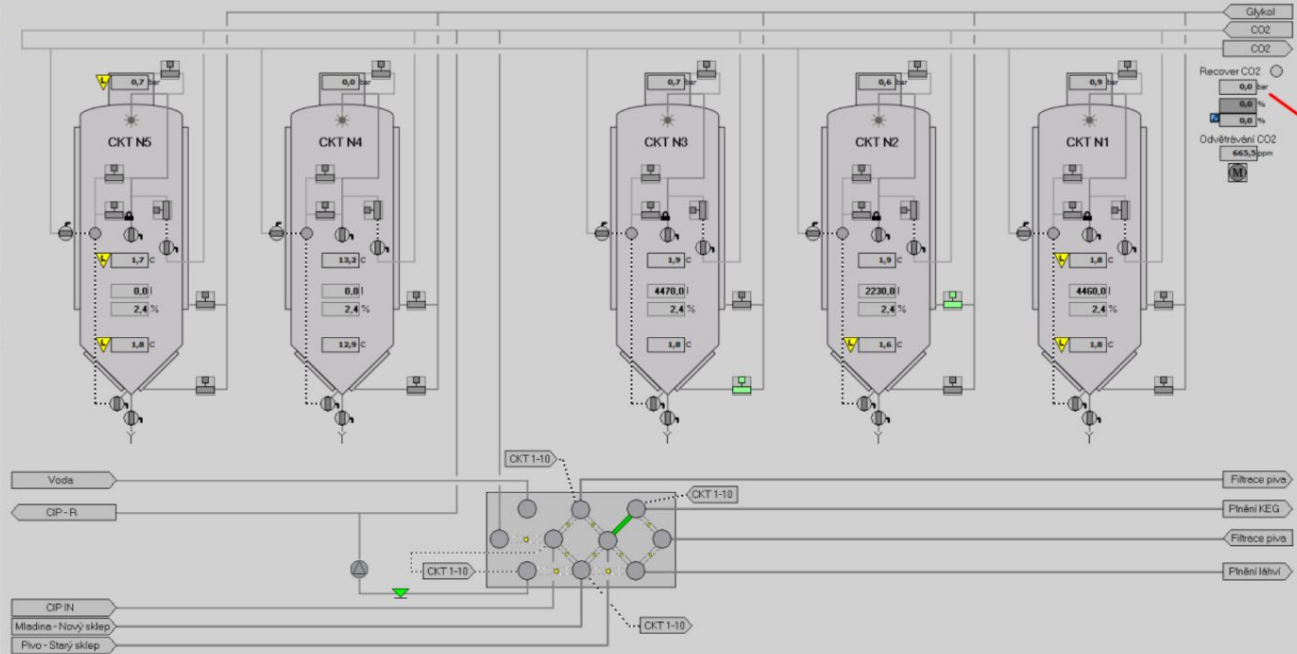 Glykol
CO2
CO2
Recover CO2
0,0 bar
0,0 %
0,0 %
Odvětrávání CO2
665,5 ppm
M
L 0,7 bar
0,0 bar
0,7 bar
0,6 bar
0,9 bar
CKT N5
CKT N4
CKT N3
CKT N2
CKT N1
L 1,7 C
13,2 C
1,9 C
1,9 C
L 1,8 C
0,0 l
0,0 l
4470,0 l
2230,0 l
4460,0 l
2,4 %
2,4 %
2,4 %
2,4 %
2,4 %
L 1,8 C
12,9 C
1,8 C
L 1,6 C
L 1,8 C
CKT 1-10
Voda
CKT 1-10
Filtrace piva
CIP - R
Plnění KEG
Filtrace piva
CKT 1-10
Plnění láhví
CIP IN
Mladina - Nový sklep
CKT 1-10
Pivo - Starý sklep